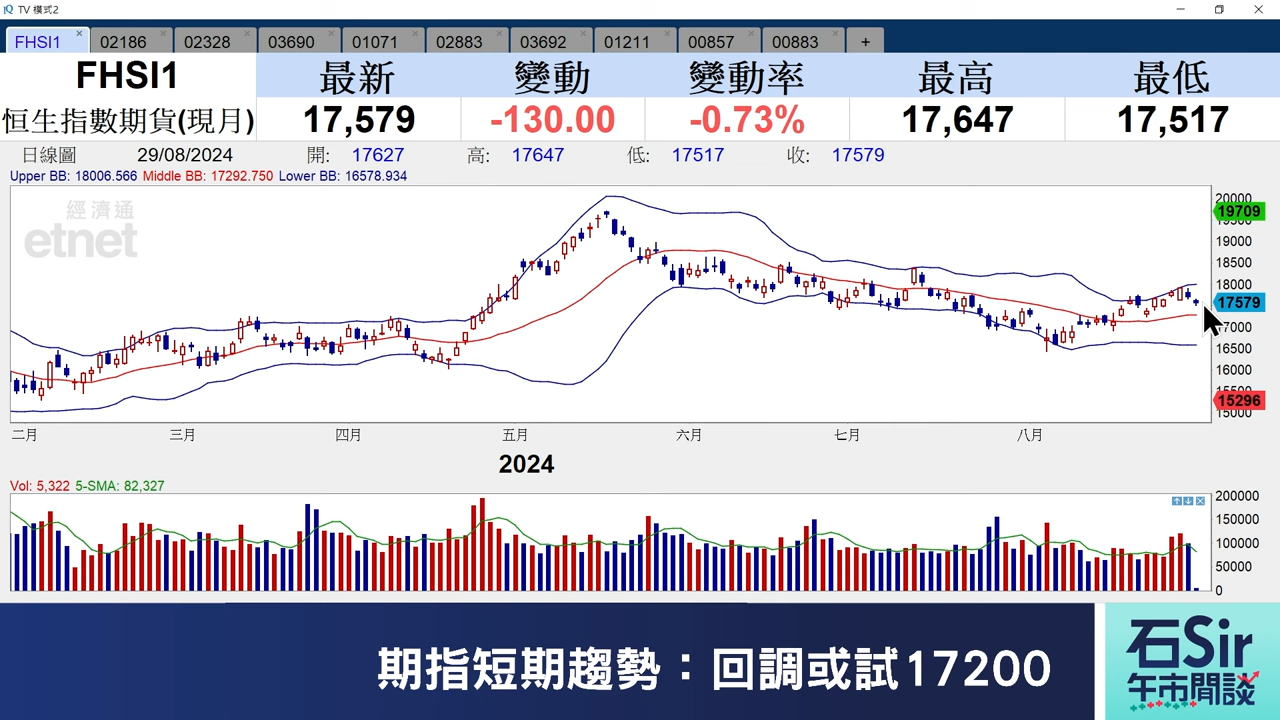 TV 模式2
FHSI1 02186 02328 03690 01071 02883 03692 01211 00857 00883 +
FHSI1 最新 變動 變動率 最高 最低
恒生指數期貨(現月) 17,579 -130.00 -0.73% 17,647 17,517
日線圖 29/08/2024 開: 17627 高: 17647 低: 17517 收: 17579
Upper BB: 18006.566 Middle BB: 17292.750 Lower BB: 16578.934
經濟通
etnet
20000
19709
19000
18500
18000
17579
17000
16500
16000
15500
15296
15000
二月 三月 四月 五月 六月 七月 八月
2024
Vol: 5,322 5-SMA: 82,327
200000
150000
100000
50000
0
期指短期趨勢：回調或試17200
石Sir
午市閒談